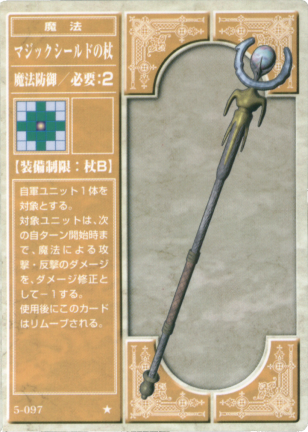 魔法
マジックシールドの杖
魔法防御／必要:2
【装備制限：杖B】
自軍ユニット1体を
対象とする。
対象ユニットは、次
の自ターン開始時ま
で、魔法による攻
撃・反撃のダメージ
を、ダメージ修正と
して−1する。
使用後にこのカード
はリムーブされる。
5-097 ★